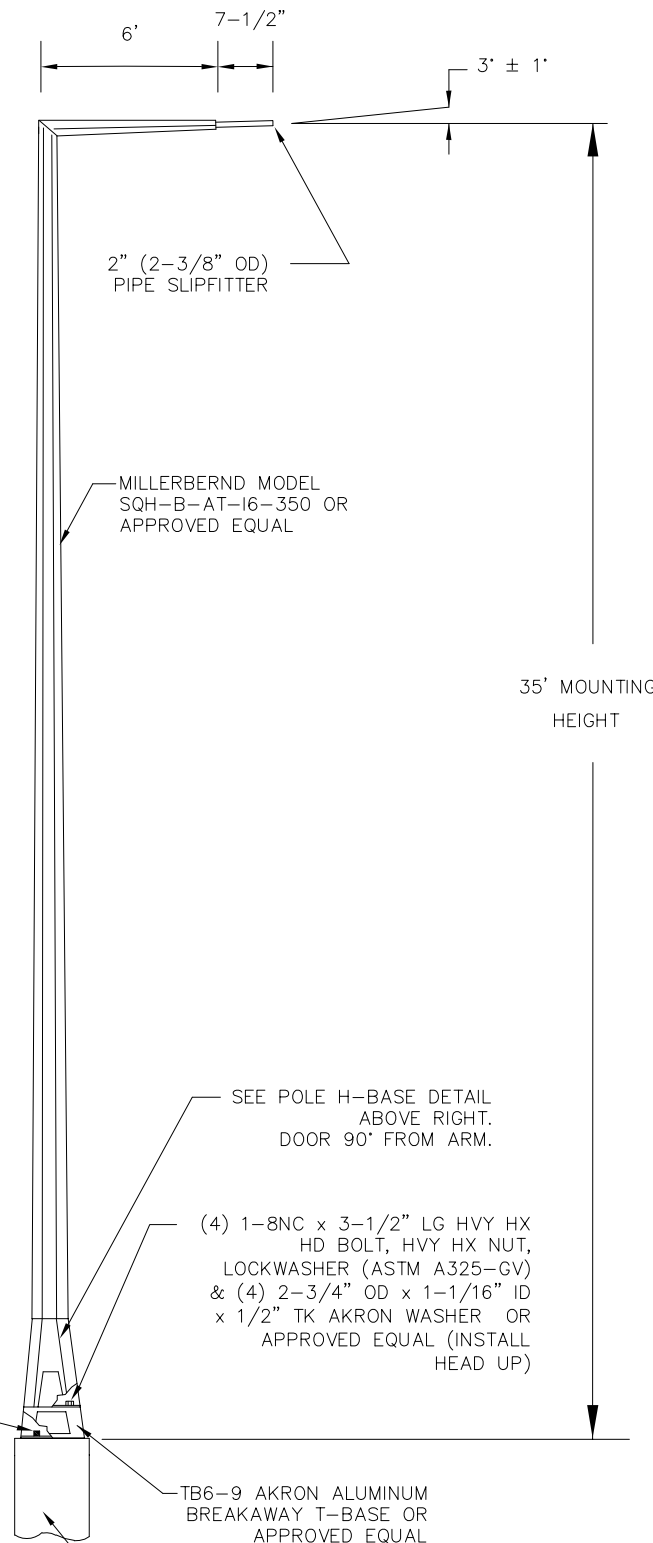 6'
7-1/2"
3° ± 1°
2" (2-3/8" OD)
PIPE SLIPFITTER
MILLERBERND MODEL
SQH-B-AT-I6-350 OR
APPROVED EQUAL
35' MOUNTING
HEIGHT
SEE POLE H-BASE DETAIL
ABOVE RIGHT.
DOOR 90° FROM ARM.
(4) 1-8NC x 3-1/2" LG HVY HX
HD BOLT, HVY HX NUT,
LOCKWASHER (ASTM A325-GV)
& (4) 2-3/4" OD x 1-1/16" ID
x 1/2" TK AKRON WASHER OR
APPROVED EQUAL (INSTALL
HEAD UP)
TB6-9 AKRON ALUMINUM
BREAKAWAY T-BASE OR
APPROVED EQUAL